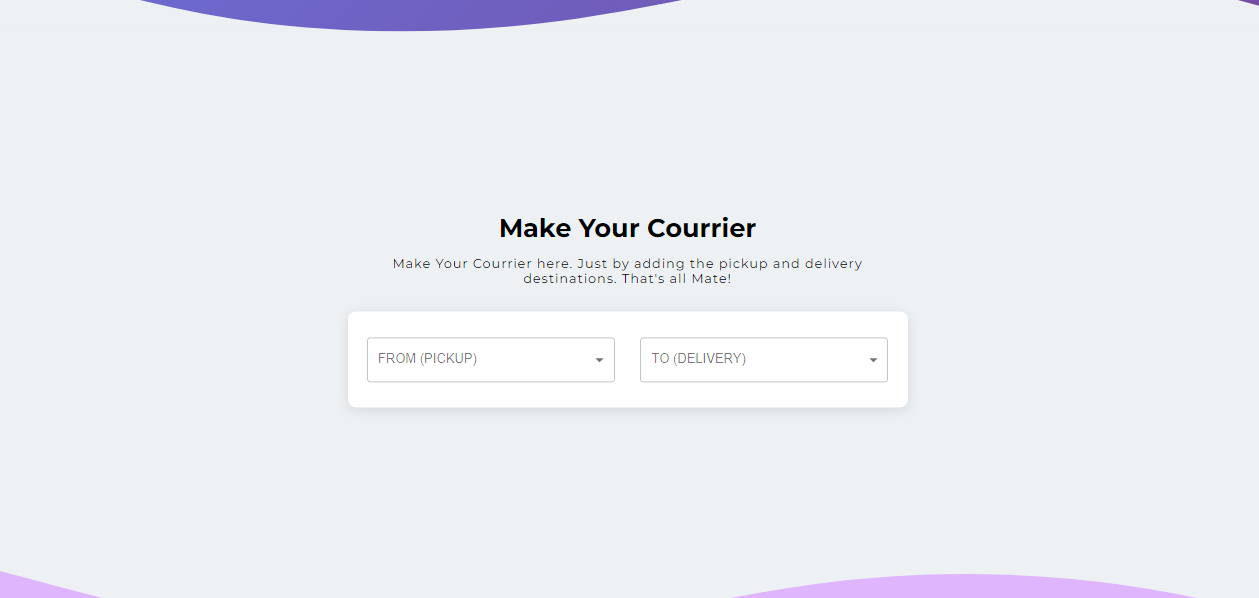 Make Your Courrier
Make Your Courrier here. Just by adding the pickup and delivery
destinations. That's all Mate!
FROM (PICKUP)
TO (DELIVERY)